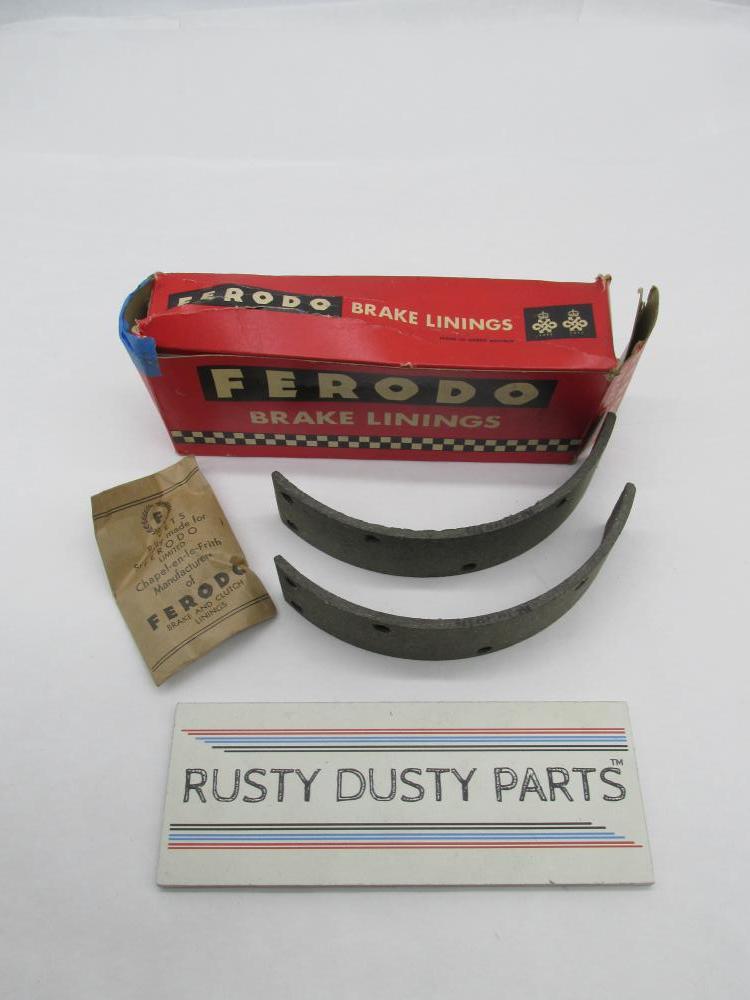 FERODO
BRAKE LININGS
FERODO
BRAKE LININGS
F
ETS
made for
FERODO
LIMITED
Chapel-en-le-Frith
Manufacturers
of
FERODO
BRAKE AND CLUTCH
LININGS
RUSTY DUSTY PARTS™